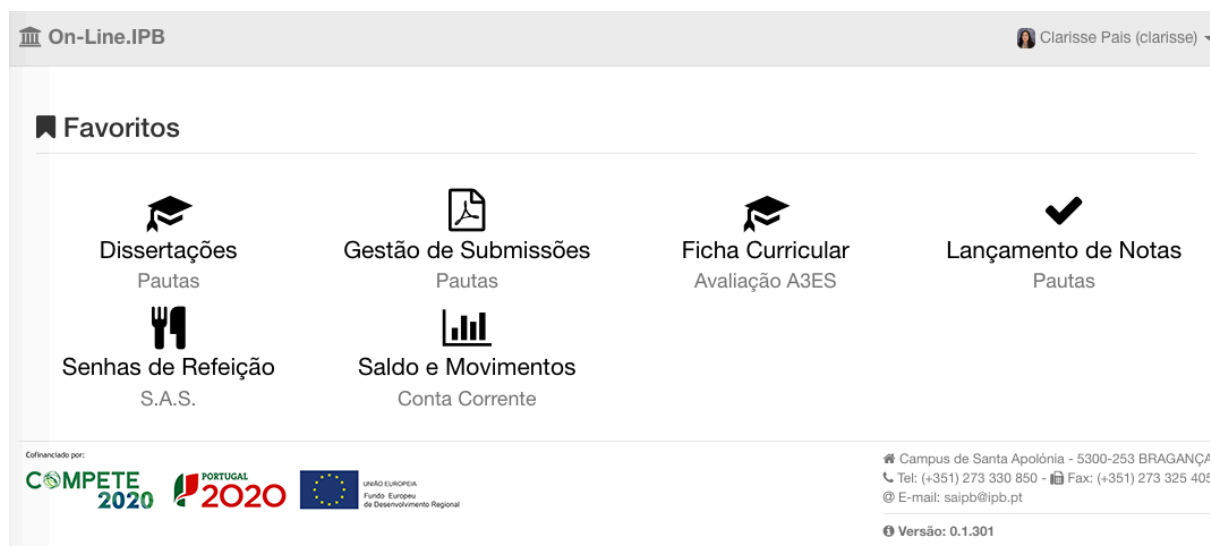 On-Line.IPB
Clarisse Pais (clarisse)
Favoritos
Dissertações
Pautas
Gestão de Submissões
Pautas
Ficha Curricular
Avaliação A3ES
Lançamento de Notas
Pautas
Senhas de Refeição
S.A.S.
Saldo e Movimentos
Conta Corrente
Cofinanciado por:
COMPETE
2020
PORTUGAL
2020
UNIÃO EUROPEIA
Fundo Europeu
de Desenvolvimento Regional
Campus de Santa Apolónia - 5300-253 BRAGANÇA
Tel: (+351) 273 330 850 - Fax: (+351) 273 325 405
@ E-mail: saipb@ipb.pt
Versão: 0.1.301